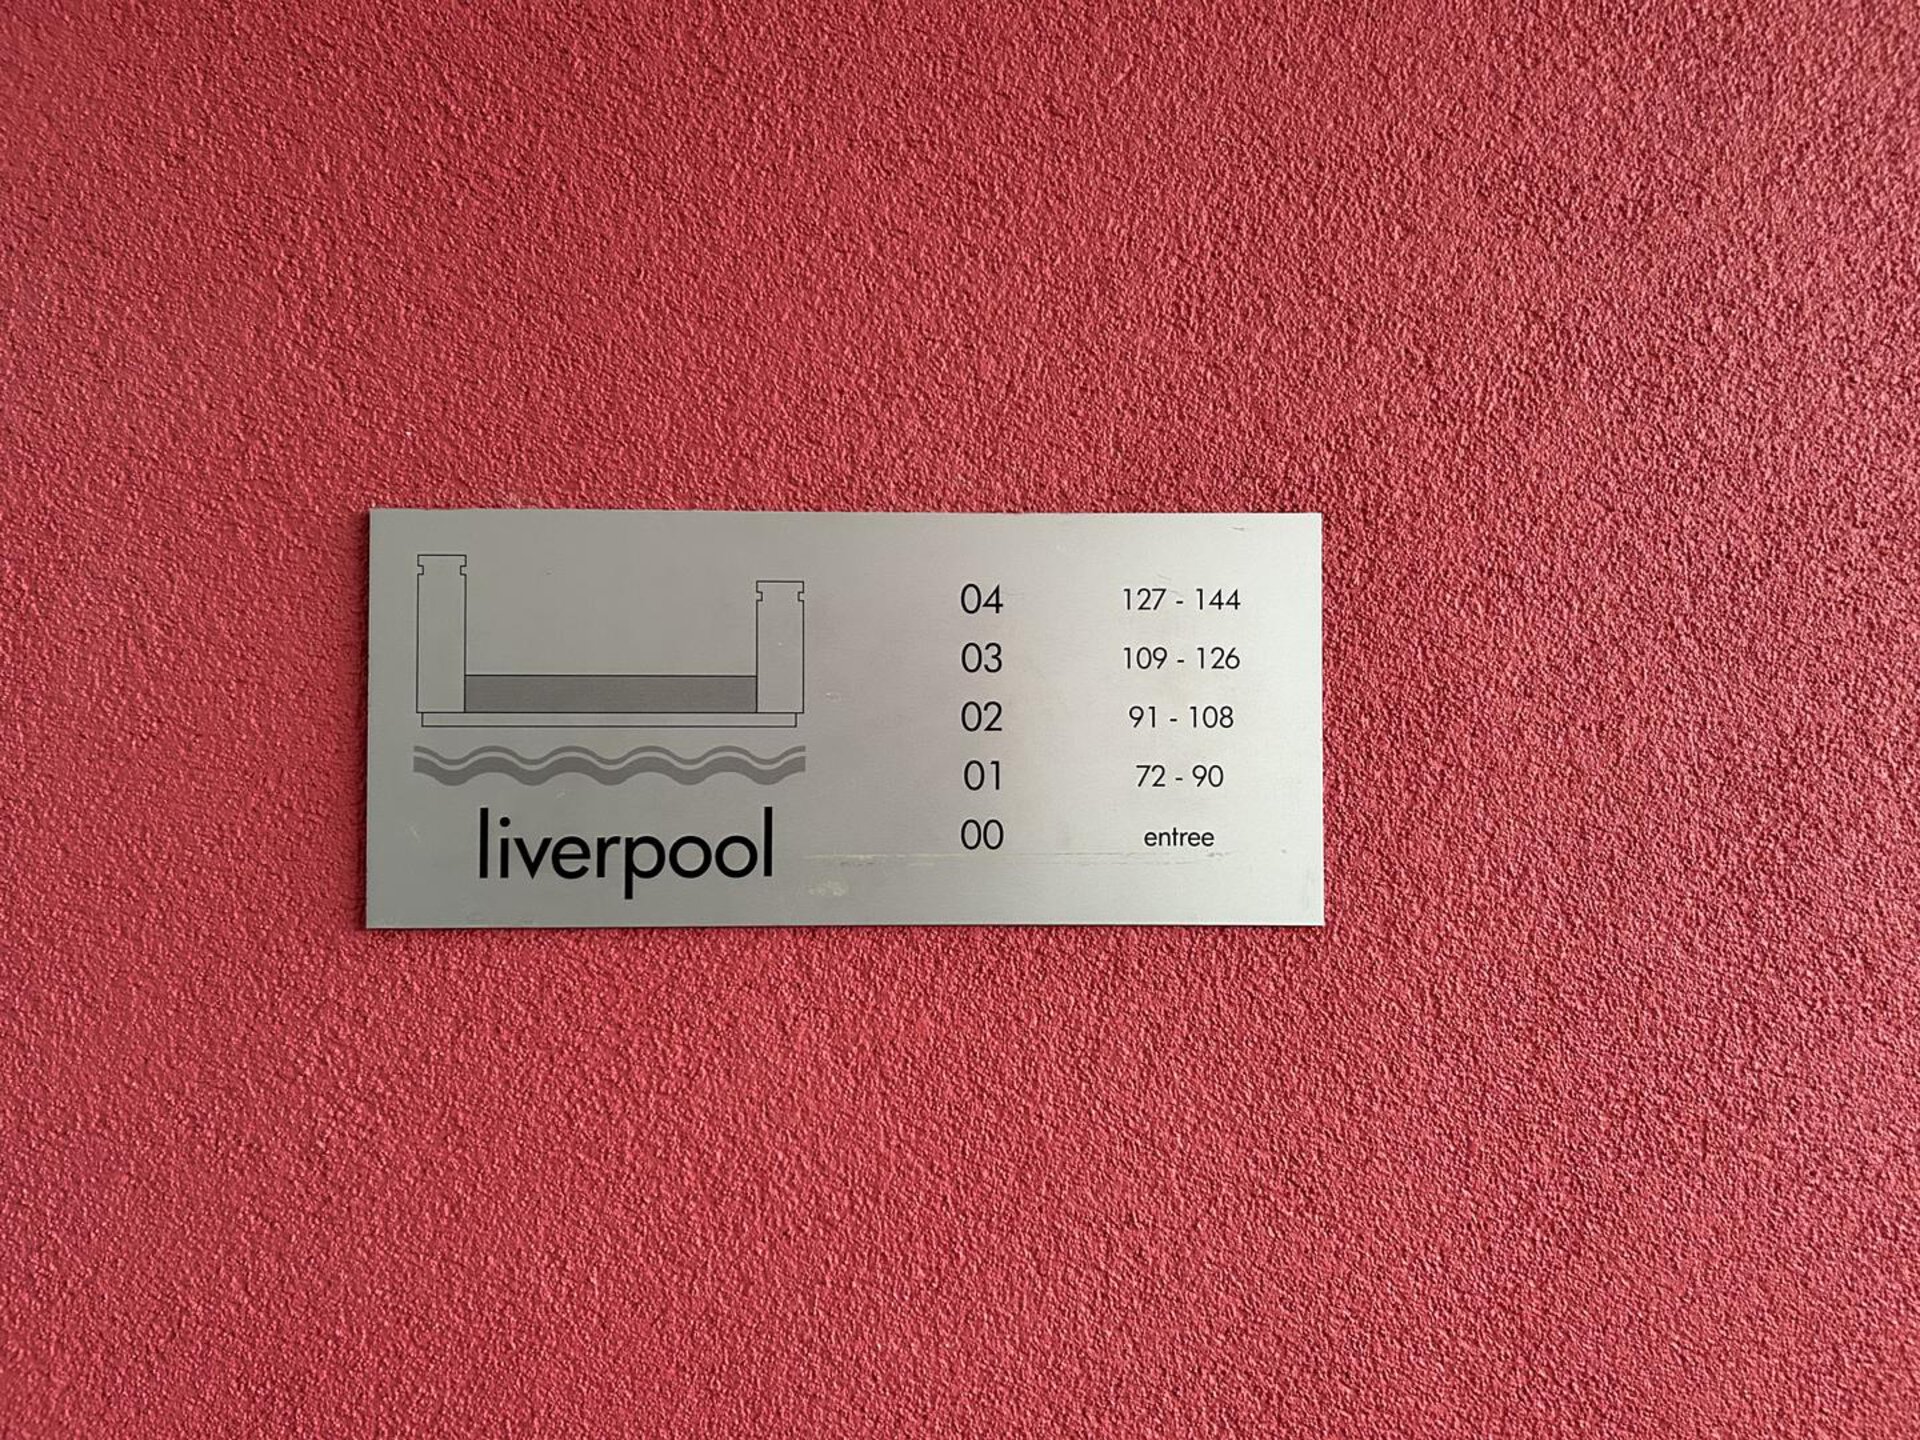 04 127 - 144
03 109 - 126
02 91 - 108
01 72 - 90
00 entree
liverpool